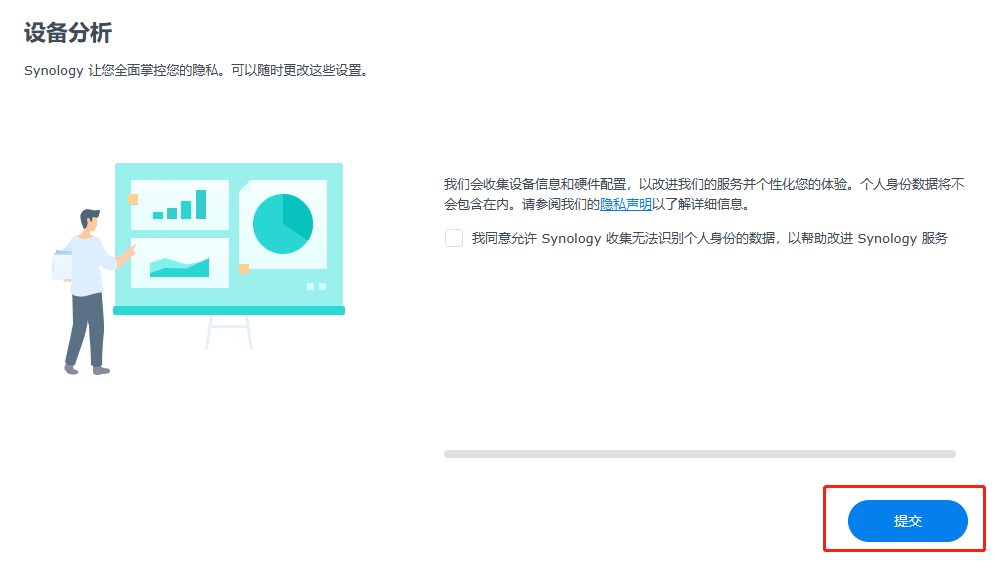 设备分析
Synology 让您全面掌控您的隐私。可以随时更改这些设置。
我们会收集设备信息和硬件配置，以改进我们的服务并个性化您的体验。个人身份数据将不
会包含在内。请参阅我们的隐私声明以了解详细信息。
我同意允许 Synology 收集无法识别个人身份的数据，以帮助改进 Synology 服务
提交